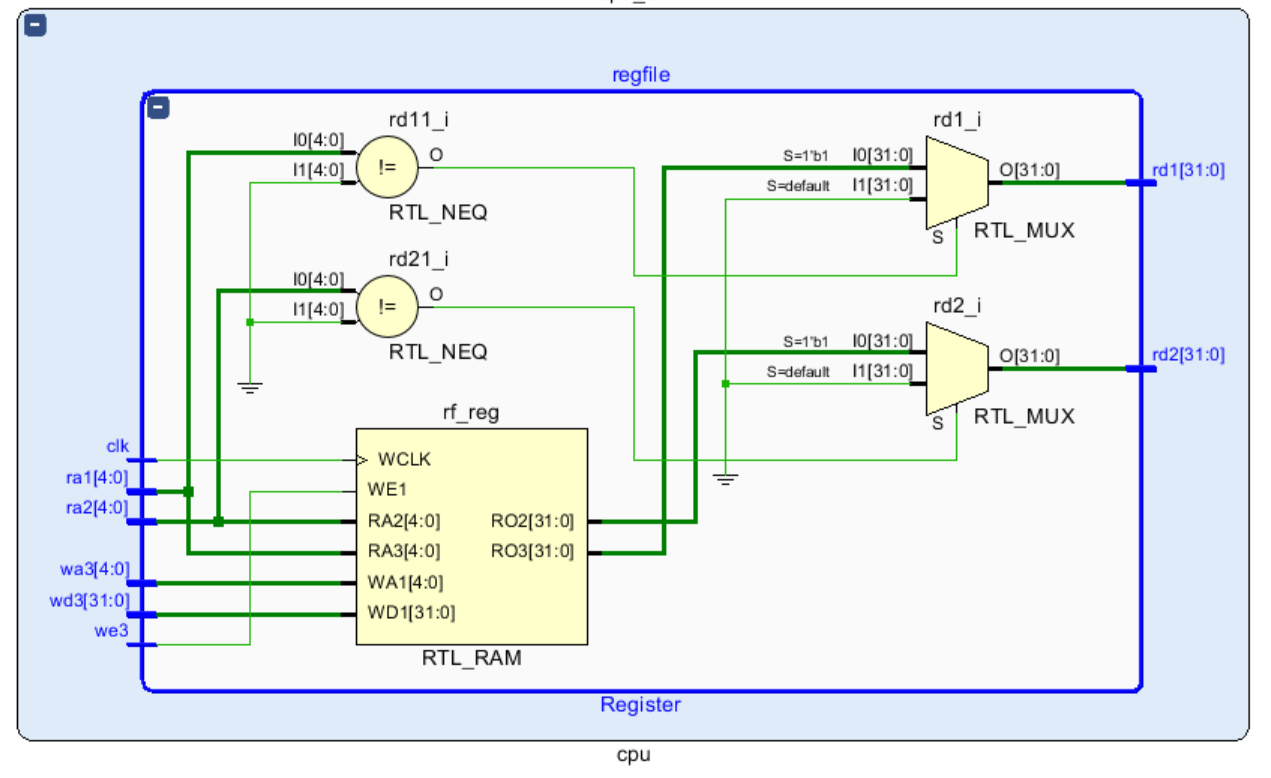 regfile
rd11_i
I0[4:0]
I1[4:0]
!=
O
RTL_NEQ
rd1_i
S=1'b1 I0[31:0]
S=default I1[31:0]
O[31:0]
S
RTL_MUX
rd1[31:0]
rd21_i
I0[4:0]
I1[4:0]
!=
O
RTL_NEQ
rd2_i
S=1'b1 I0[31:0]
S=default I1[31:0]
O[31:0]
S
RTL_MUX
rd2[31:0]
rf_reg
clk
ra1[4:0]
ra2[4:0]
wa3[4:0]
wd3[31:0]
we3
WCLK
WE1
RA2[4:0] RO2[31:0]
RA3[4:0] RO3[31:0]
WA1[4:0]
WD1[31:0]
RTL_RAM
Register
cpu